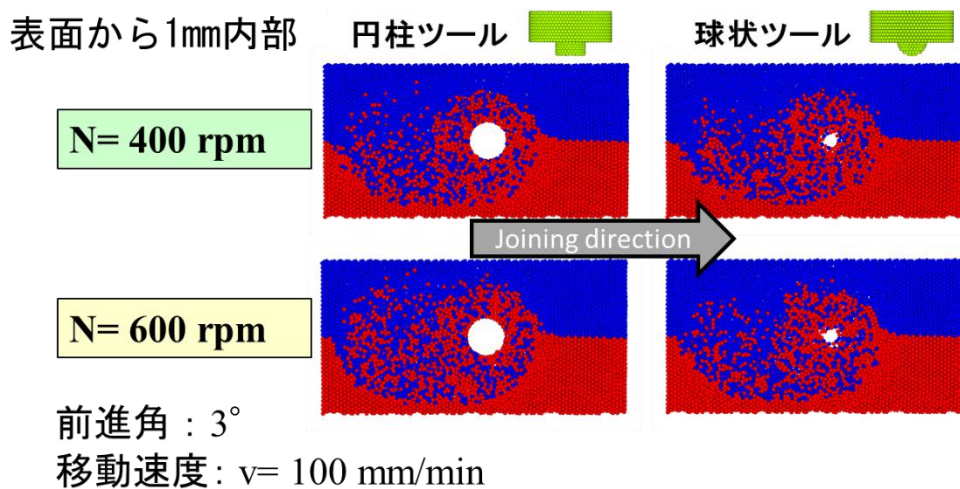 表面から1mm内部
円柱ツール
球状ツール
N= 400 rpm
Joining direction
N= 600 rpm
前進角：3°
移動速度：v= 100 mm/min